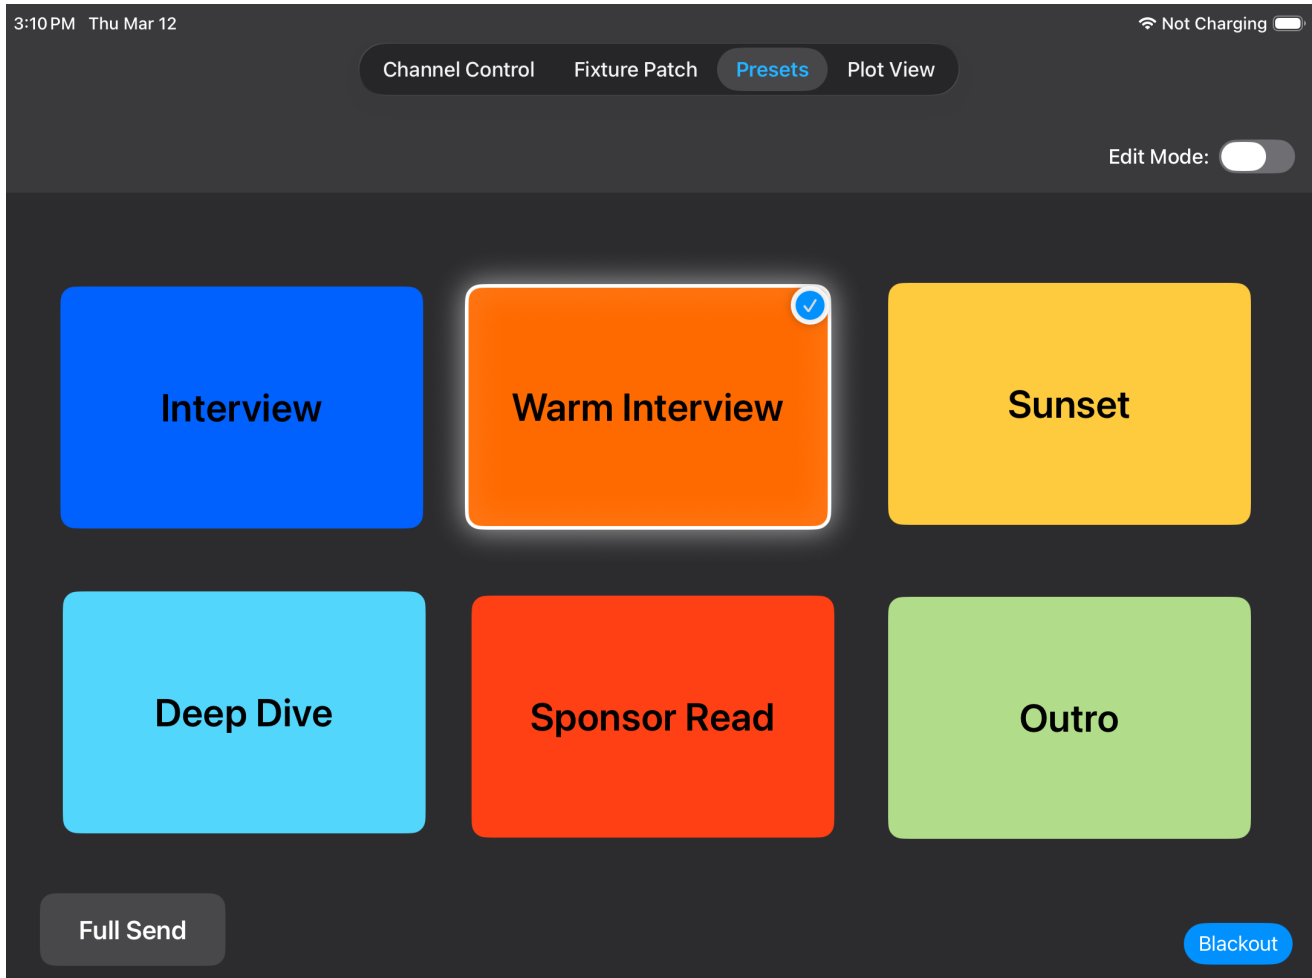 3:10 PM Thu Mar 12
Not Charging
Channel Control
Fixture Patch
Presets
Plot View
Edit Mode:
Interview
Warm Interview
Sunset
Deep Dive
Sponsor Read
Outro
Full Send
Blackout